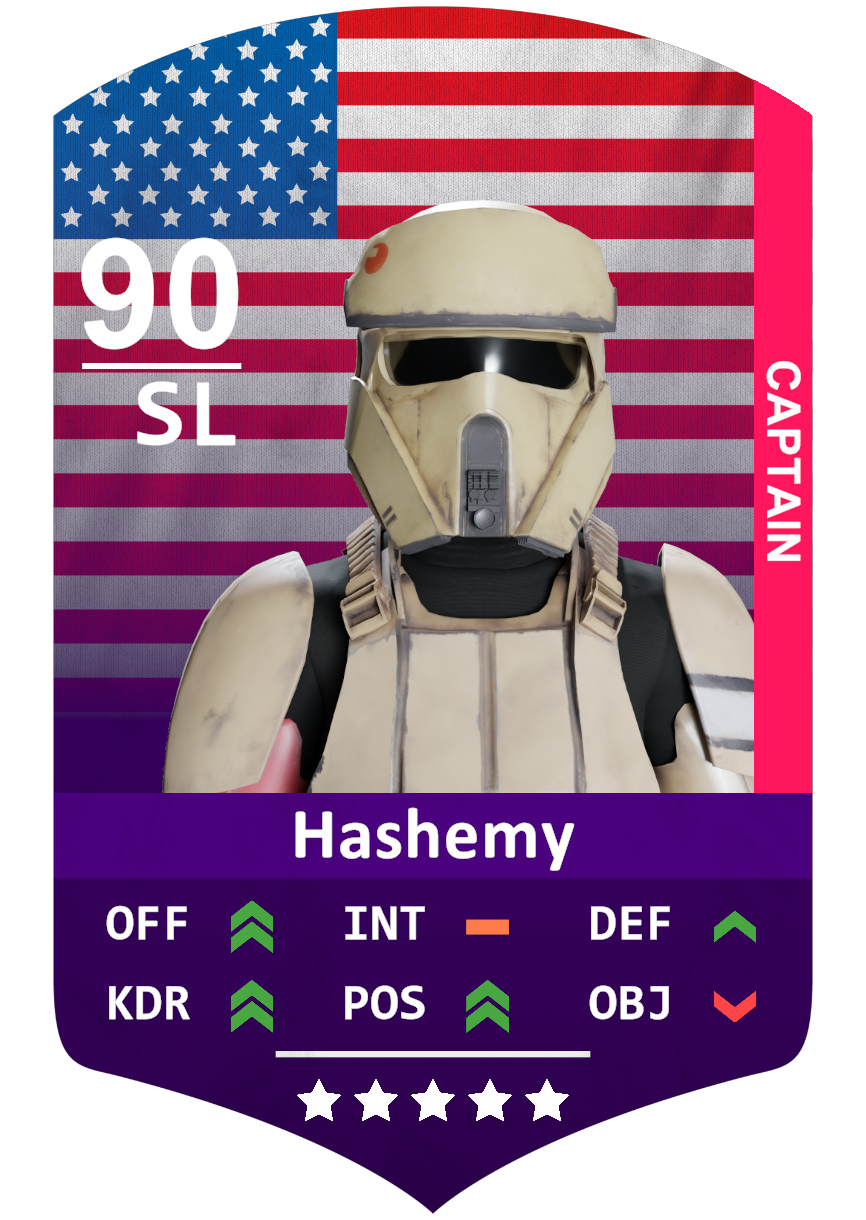 90
SL
CAPTAIN
Hashemy
OFF INT DEF
KDR POS OBJ